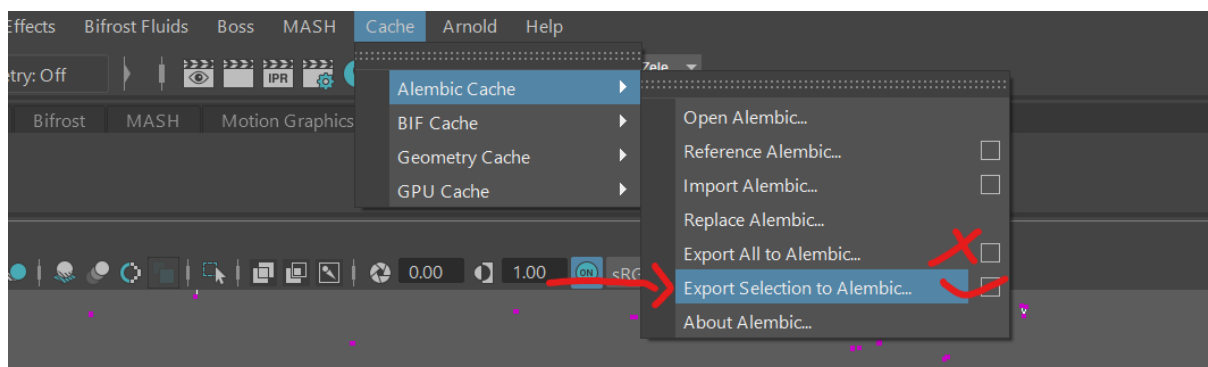 Effects Bifrost Fluids Boss MASH Cache Arnold Help
etry: Off
IPR
Zele
Bifrost MASH Motion Graphics
Alembic Cache
BIF Cache
Geometry Cache
GPU Cache
Open Alembic...
Reference Alembic...
Import Alembic...
Replace Alembic...
Export All to Alembic...
Export Selection to Alembic...
About Alembic...
0.00 1.00 ON sRG